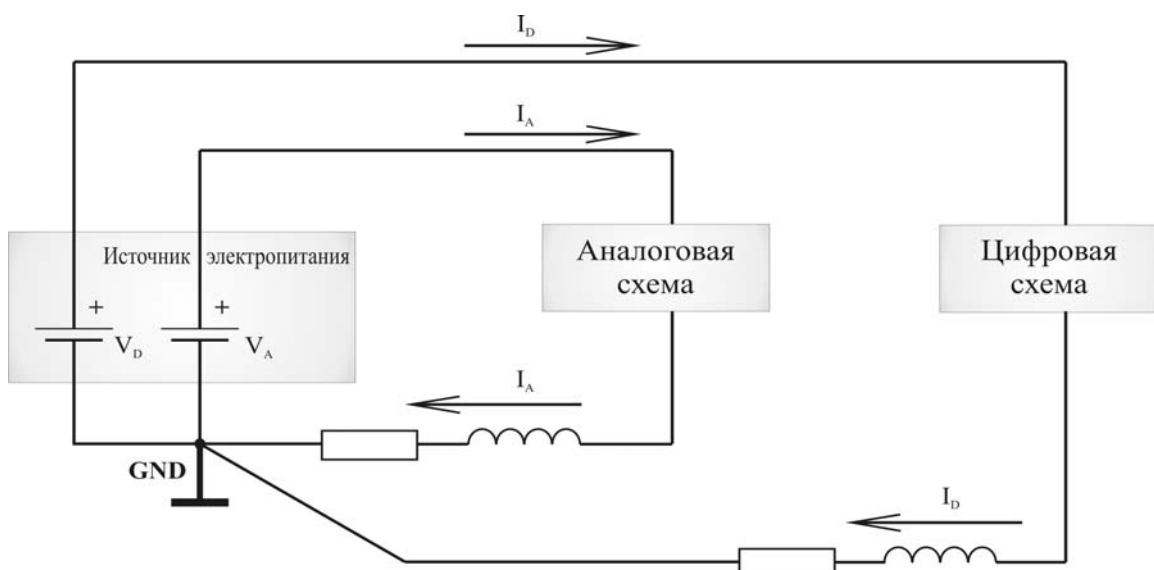 I_D
I_A
Источник электропитания
Аналоговая
схема
Цифровая
схема
+
+
V_D
V_A
I_A
GND
I_D